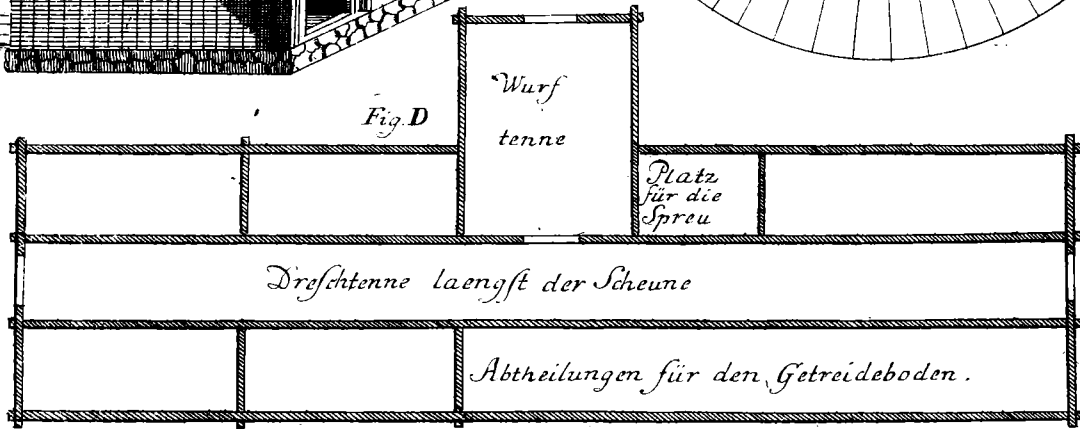 Wurf
tenne
Fig. D
Platz
für die
Spreu
Dreſchtenne laengſt der Scheune
Abtheilungen für den Getreideboden.